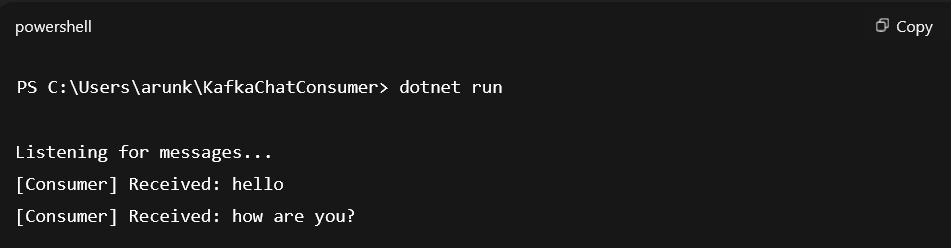 powershell
Copy
PS C:\Users\arunk\KafkaChatConsumer> dotnet run
Listening for messages...
[Consumer] Received: hello
[Consumer] Received: how are you?